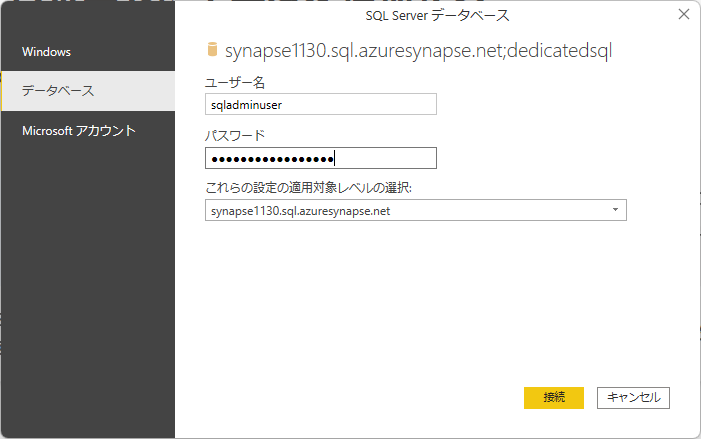 SQL Server データベース
Windows
データベース
Microsoft アカウント
synapse1130.sql.azuresynapse.net;dedicatedsql
ユーザー名
sqladminuser
パスワード
●●●●●●●●●●●●●●●●●
これらの設定の適用対象レベルの選択:
synapse1130.sql.azuresynapse.net
接続
キャンセル